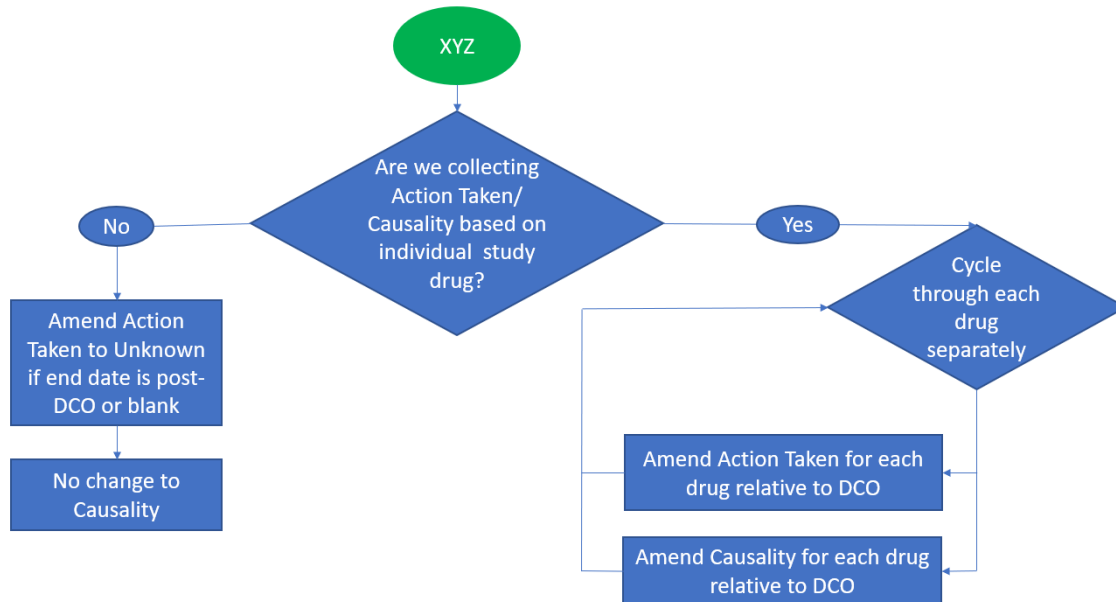 XYZ
Are we collecting
Action Taken/
Causality based on
individual study
drug?
No
Yes
Amend Action
Taken to Unknown
if end date is post-
DCO or blank
No change to
Causality
Cycle
through each
drug
separately
Amend Action Taken for each
drug relative to DCO
Amend Causality for each drug
relative to DCO